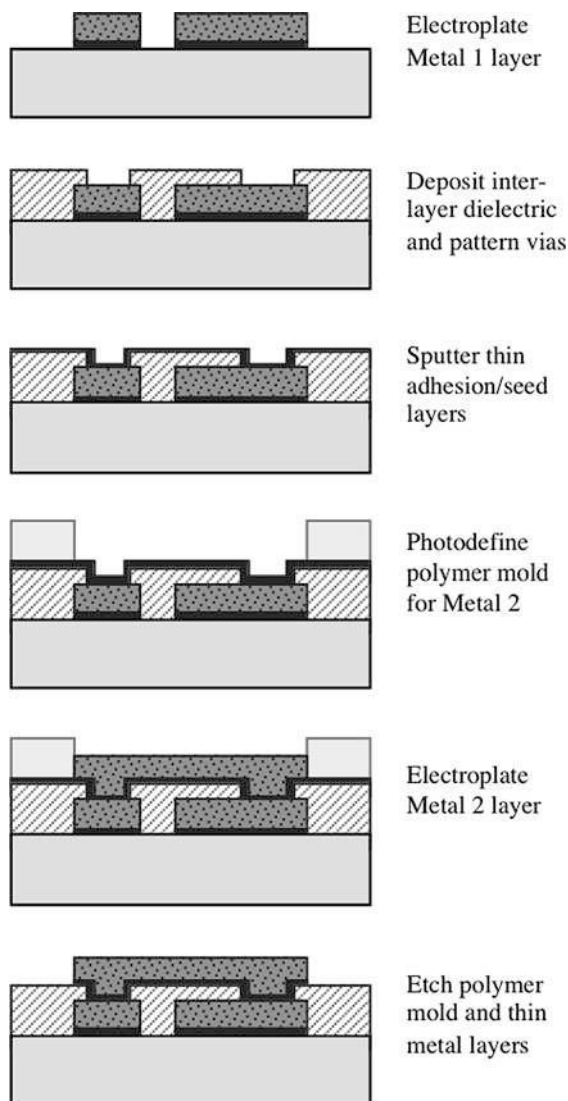 Electroplate
Metal 1 layer
Deposit inter-
layer dielectric
and pattern vias
Sputter thin
adhesion/seed
layers
Photodefine
polymer mold
for Metal 2
Electroplate
Metal 2 layer
Etch polymer
mold and thin
metal layers